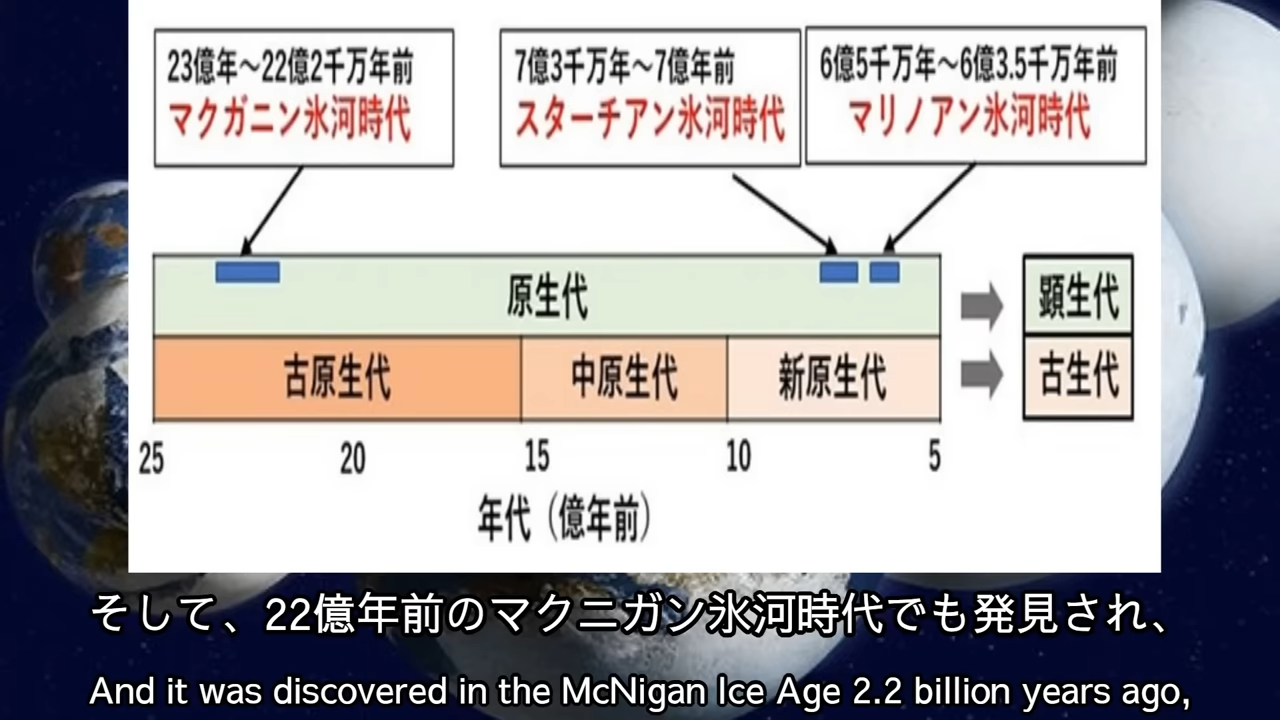 23億年～22億2千万年前
マクガニン氷河時代
7億3千万年～7億年前
スターチアン氷河時代
6億5千万年～6億3.5千万年前
マリノアン氷河時代
原生代
顕生代
古原生代
中原生代
新原生代
古生代
25
20
15
10
5
年代（億年前）
そして、22億年前のマクニガン氷河時代でも発見され、
And it was discovered in the McNigan Ice Age 2.2 billion years ago,